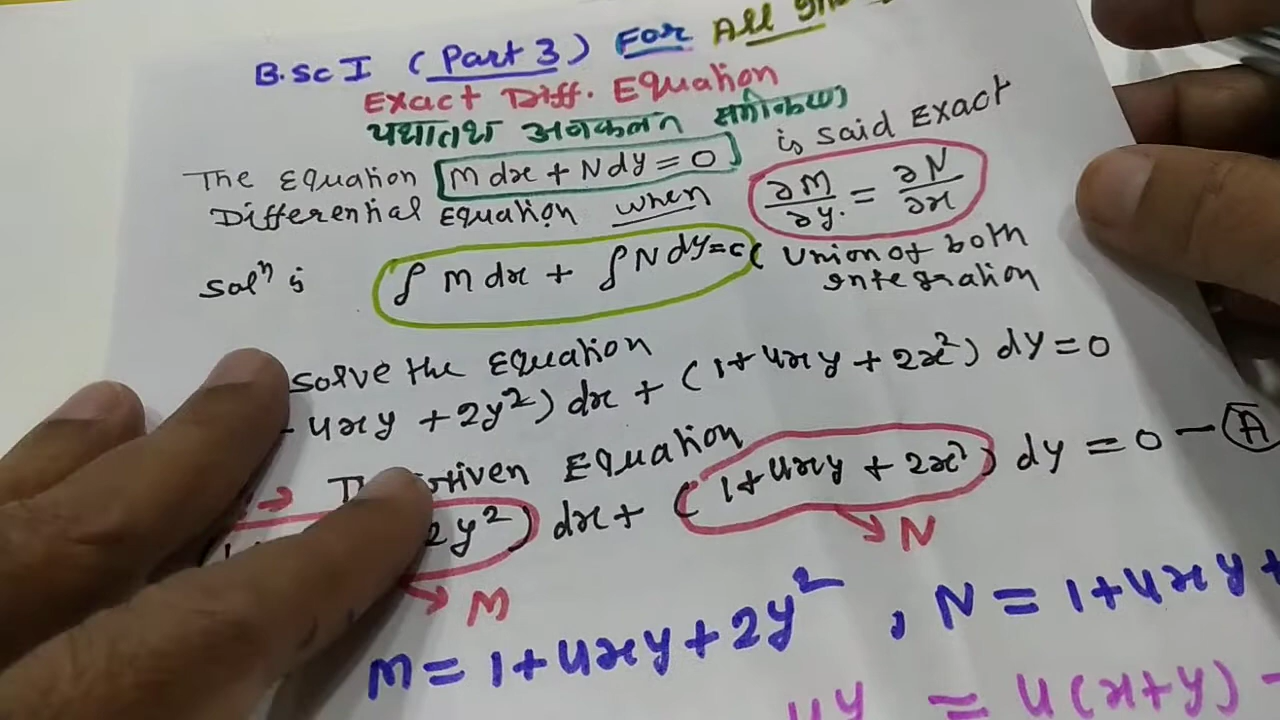 B.Sc I (Part 3) For All
Exact Diff. Equation
यथातथ अवकलन समीकरण
The Equation Mdx + Ndy = 0 is said Exact
Differential Equation when ∂M/∂y. = ∂N/∂x
Solⁿ is ∫ M dx + ∫ N dy = c ( Union of both
Integration
solve the Equation
4xy + 2y²) dx + (1 + 4xy + 2x²) dy = 0
→ Given Equation
2y²) dx + (1 + 4xy + 2x²) dy = 0 — A
→ M → N
M = 1 + 4xy + 2y² , N = 1 + 4xy +
4y = 4(x+y)